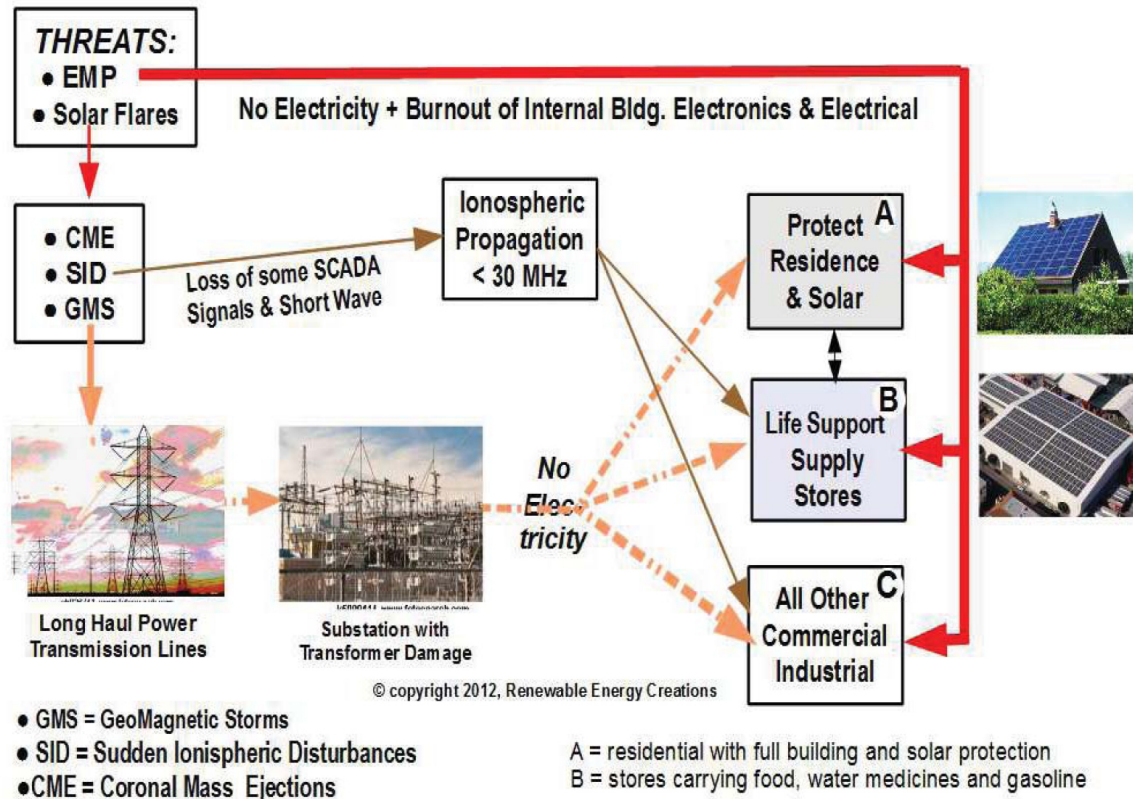 THREATS:
● EMP
● Solar Flares
No Electricity + Burnout of Internal Bldg. Electronics & Electrical
● CME
● SID
● GMS
Loss of some SCADA
Signals & Short Wave
Ionospheric
Propagation
< 30 MHz
A
Protect
Residence
& Solar
B
Life Support
Supply
Stores
No
Elec-
tricity
C
All Other
Commercial
Industrial
Long Haul Power
Transmission Lines
Substation with
Transformer Damage
© copyright 2012, Renewable Energy Creations
● GMS = GeoMagnetic Storms
● SID = Sudden Ionispheric Disturbances
●CME = Coronal Mass Ejections
A = residential with full building and solar protection
B = stores carrying food, water medicines and gasoline